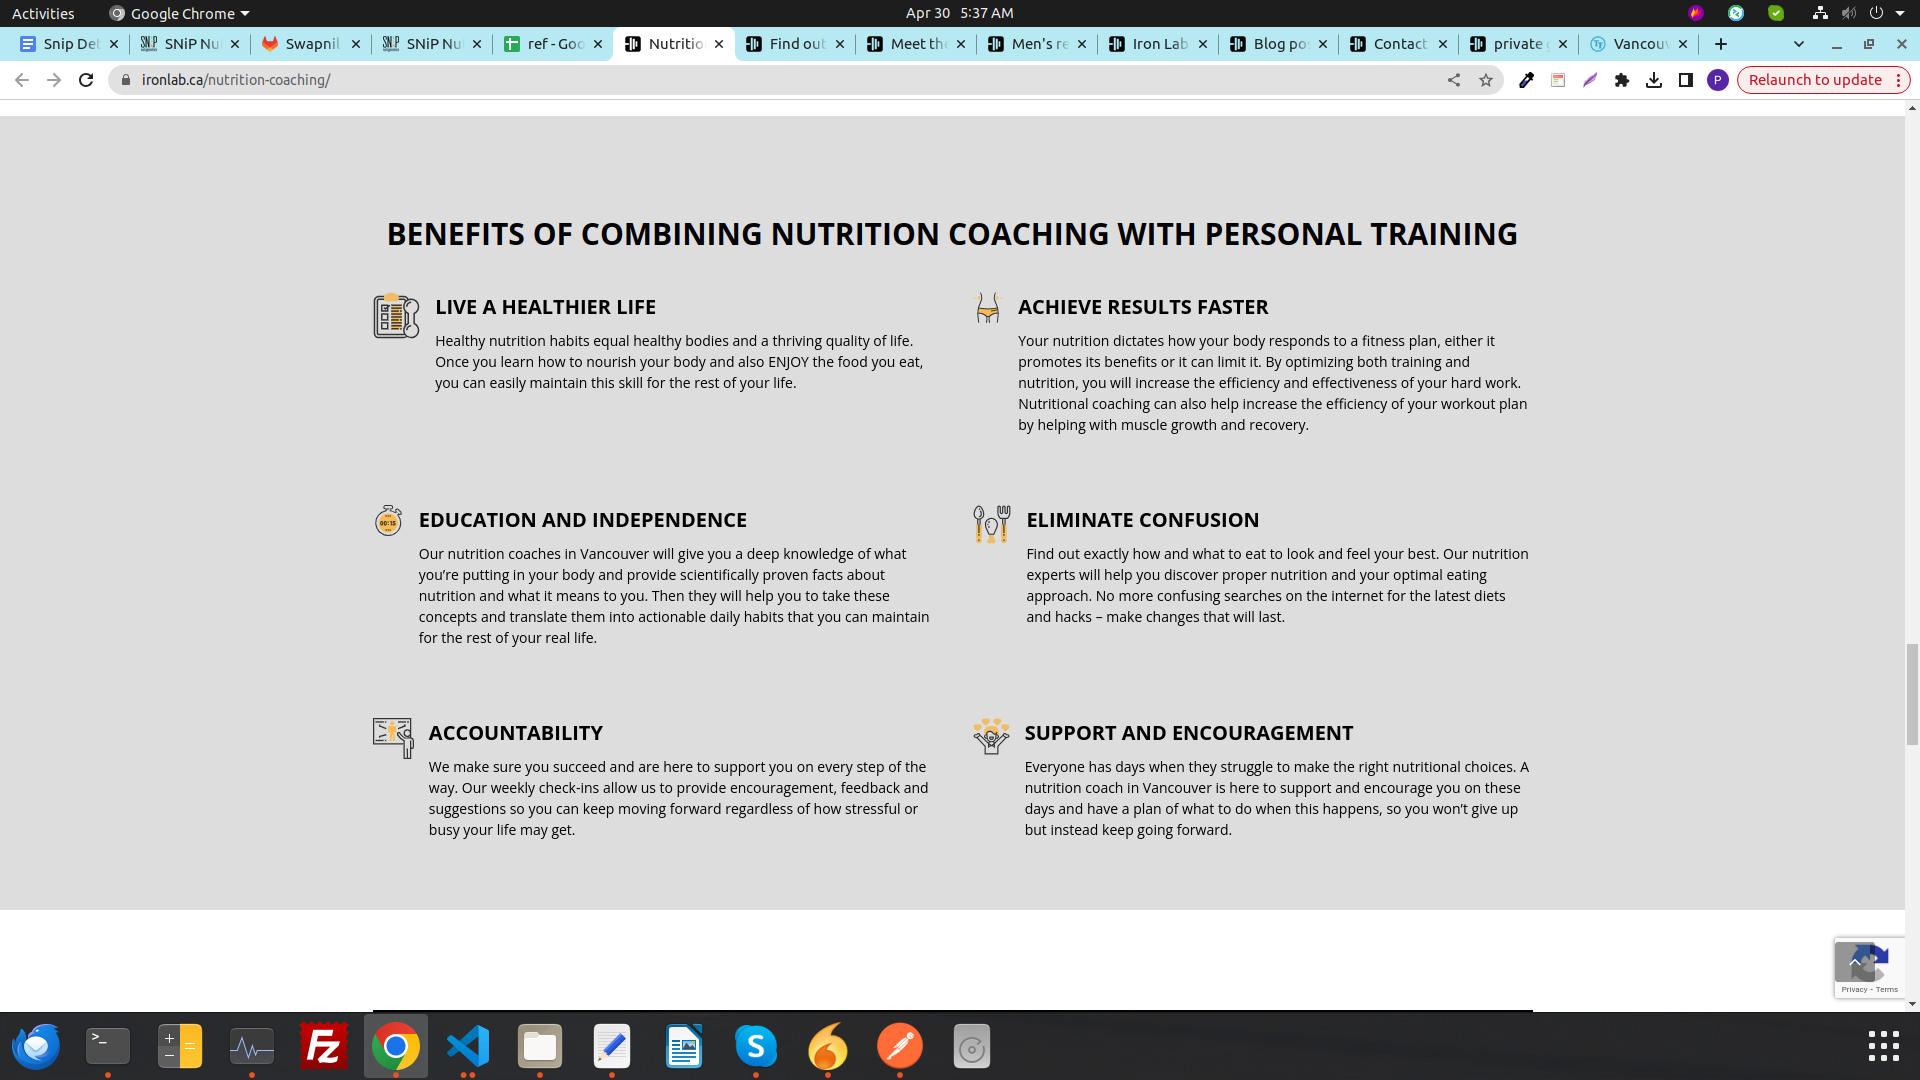 Activities
Google Chrome
Apr 30 5:37 AM
Snip Det
SNiP Nu
Swapnil
SNiP Nu
ref - Goo
Nutritio
Find out
Meet the
Men's re
Iron Lab
Blog po
Contact
private g
Vancouv
ironlab.ca/nutrition-coaching/
P
Relaunch to update
BENEFITS OF COMBINING NUTRITION COACHING WITH PERSONAL TRAINING
LIVE A HEALTHIER LIFE
Healthy nutrition habits equal healthy bodies and a thriving quality of life.
Once you learn how to nourish your body and also ENJOY the food you eat,
you can easily maintain this skill for the rest of your life.
ACHIEVE RESULTS FASTER
Your nutrition dictates how your body responds to a fitness plan, either it
promotes its benefits or it can limit it. By optimizing both training and
nutrition, you will increase the efficiency and effectiveness of your hard work.
Nutritional coaching can also help increase the efficiency of your workout plan
by helping with muscle growth and recovery.
00:15
EDUCATION AND INDEPENDENCE
Our nutrition coaches in Vancouver will give you a deep knowledge of what
you’re putting in your body and provide scientifically proven facts about
nutrition and what it means to you. Then they will help you to take these
concepts and translate them into actionable daily habits that you can maintain
for the rest of your real life.
ELIMINATE CONFUSION
Find out exactly how and what to eat to look and feel your best. Our nutrition
experts will help you discover proper nutrition and your optimal eating
approach. No more confusing searches on the internet for the latest diets
and hacks – make changes that will last.
ACCOUNTABILITY
We make sure you succeed and are here to support you on every step of the
way. Our weekly check-ins allow us to provide encouragement, feedback and
suggestions so you can keep moving forward regardless of how stressful or
busy your life may get.
SUPPORT AND ENCOURAGEMENT
Everyone has days when they struggle to make the right nutritional choices. A
nutrition coach in Vancouver is here to support and encourage you on these
days and have a plan of what to do when this happens, so you won’t give up
but instead keep going forward.
Privacy - Terms